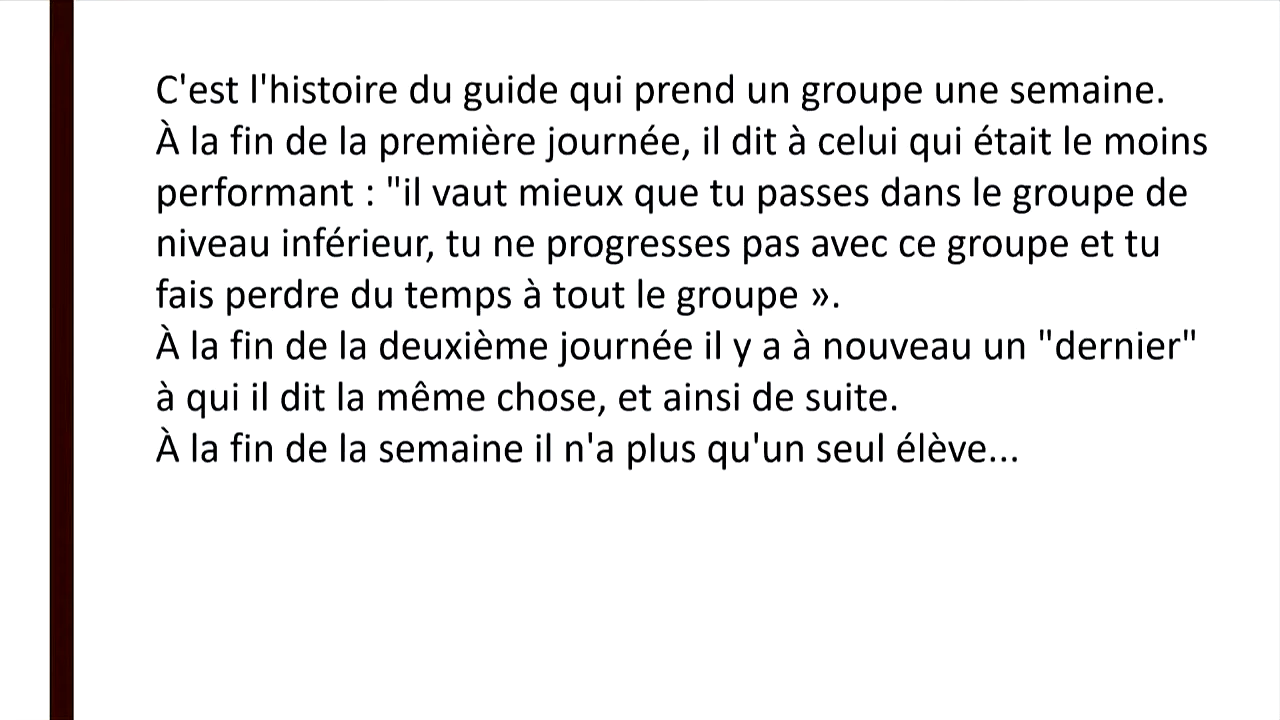 C'est l'histoire du guide qui prend un groupe une semaine.
À la fin de la première journée, il dit à celui qui était le moins
performant : "il vaut mieux que tu passes dans le groupe de
niveau inférieur, tu ne progresses pas avec ce groupe et tu
fais perdre du temps à tout le groupe ».
À la fin de la deuxième journée il y a à nouveau un "dernier"
à qui il dit la même chose, et ainsi de suite.
À la fin de la semaine il n'a plus qu'un seul élève...